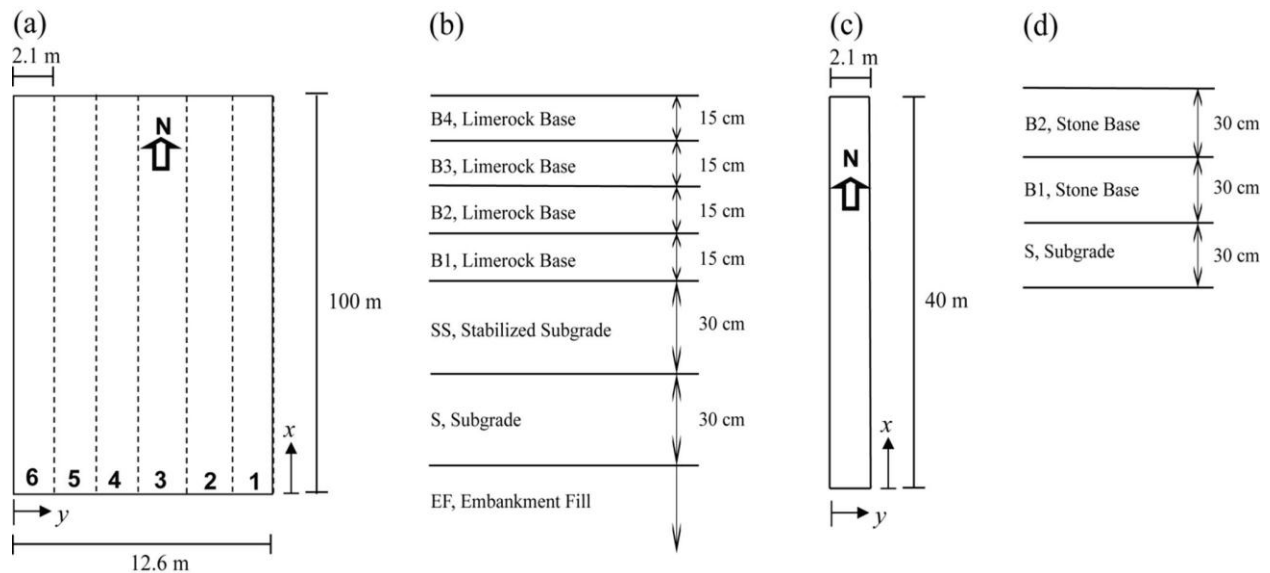 (a)
2.1 m
N
100 m
x
6 5 4 3 2 1
y
12.6 m
(b)
B4, Limerock Base 15 cm
B3, Limerock Base 15 cm
B2, Limerock Base 15 cm
B1, Limerock Base 15 cm
SS, Stabilized Subgrade 30 cm
S, Subgrade 30 cm
EF, Embankment Fill
(c)
2.1 m
N
40 m
x
y
(d)
B2, Stone Base 30 cm
B1, Stone Base 30 cm
S, Subgrade 30 cm